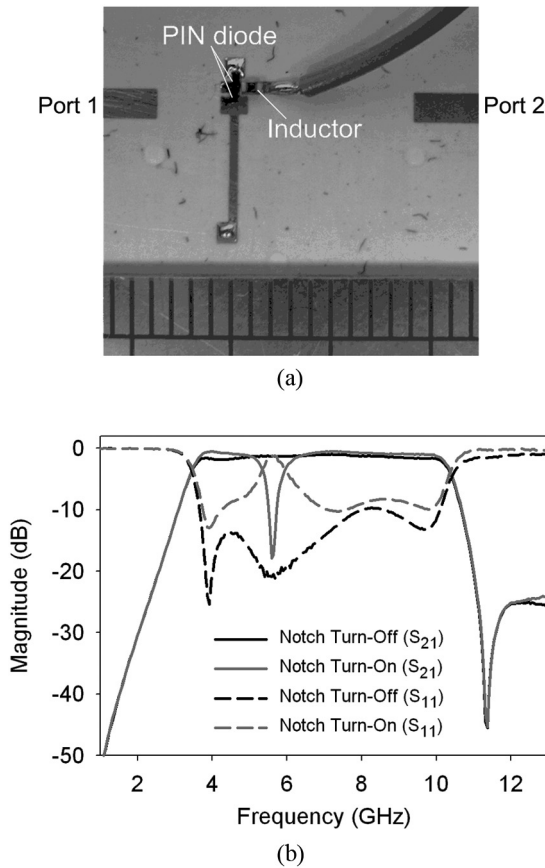 PIN diode
Port 1
Port 2
Inductor
(a)
0
-10
-20
-30
-40
-50
Magnitude (dB)
Notch Turn-Off (S21)
Notch Turn-On (S21)
Notch Turn-Off (S11)
Notch Turn-On (S11)
2 4 6 8 10 12
Frequency (GHz)
(b)